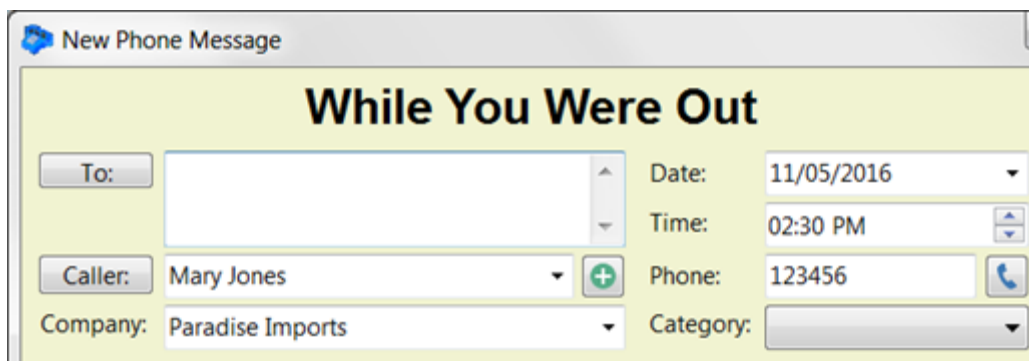 New Phone Message
While You Were Out
To:
Date: 11/05/2016
Time: 02:30 PM
Caller: Mary Jones Phone: 123456
Company: Paradise Imports Category: